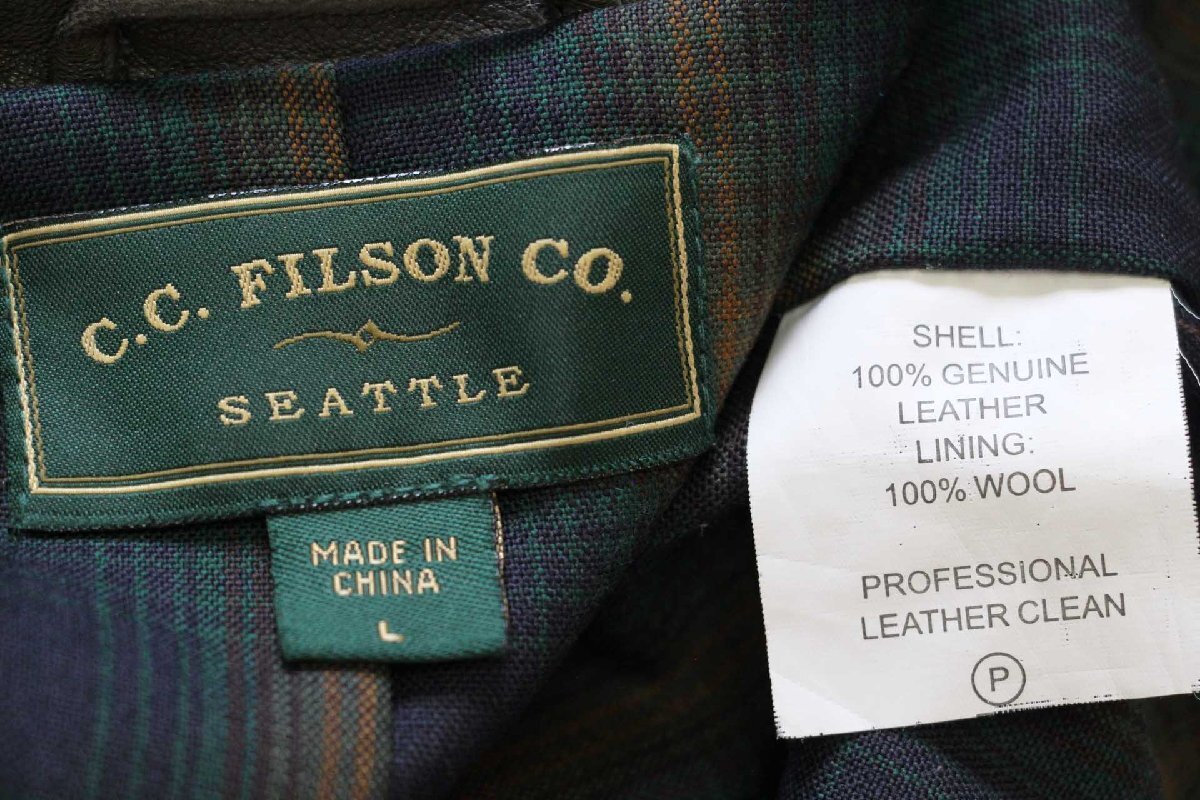 C.C. FILSON CO.
SEATTLE
MADE IN
CHINA
L
SHELL:
100% GENUINE
LEATHER
LINING:
100% WOOL
PROFESSIONAL
LEATHER CLEAN
P